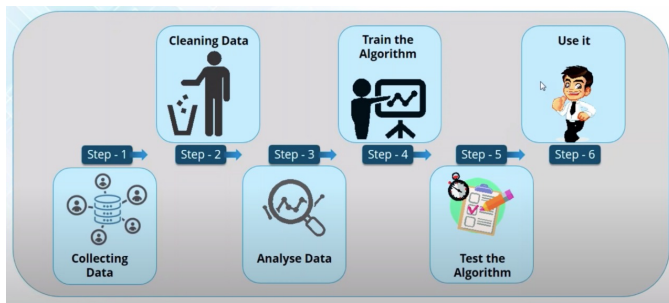 Cleaning Data
Train the
Algorithm
Use it
Step - 1
Step - 2
Step - 3
Step - 4
Step - 5
Step - 6
Collecting
Data
Analyse Data
Test the
Algorithm